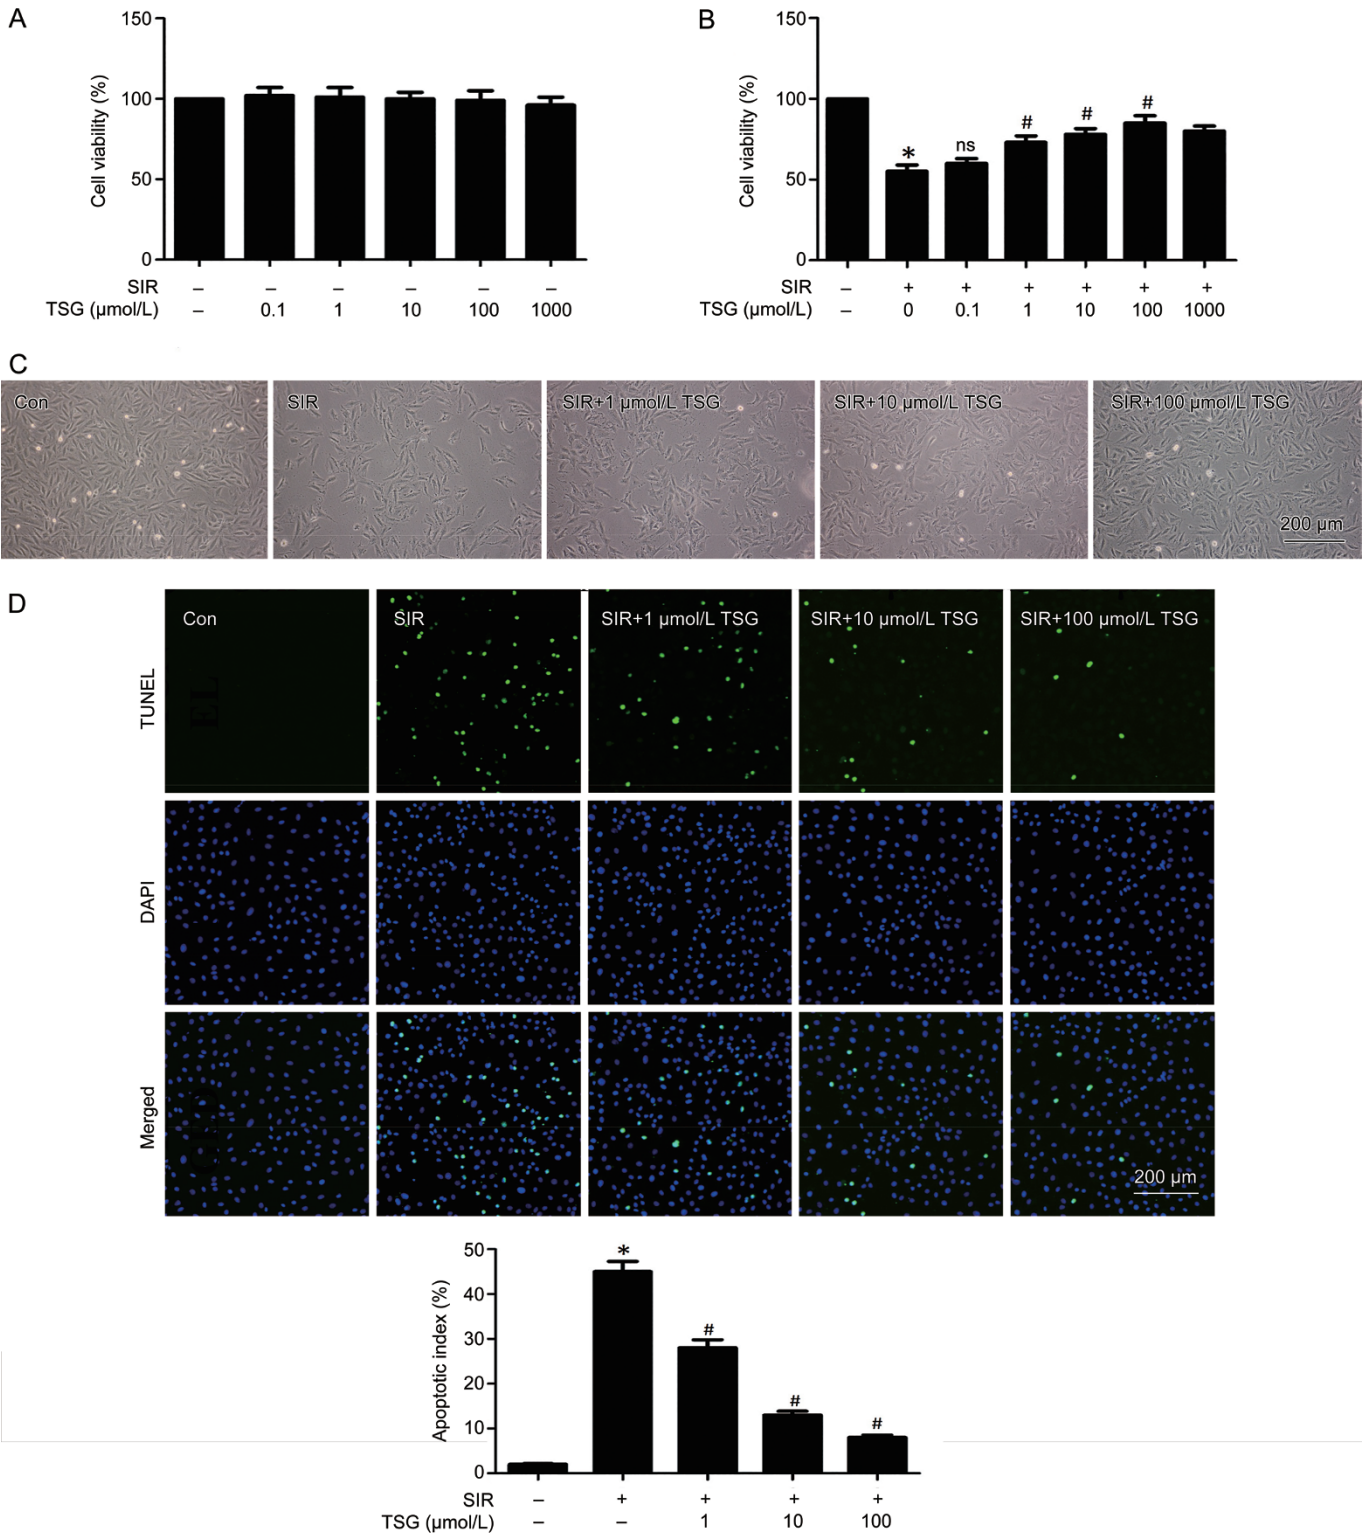 A
150
100
50
0
Cell viability (%)
SIR – – – – – –
TSG (µmol/L) – 0.1 1 10 100 1000
B
150
100
50
0
Cell viability (%)
* ns # # #
SIR – + + + + + +
TSG (µmol/L) – 0 0.1 1 10 100 1000
C
Con
SIR
SIR+1 µmol/L TSG
SIR+10 µmol/L TSG
SIR+100 µmol/L TSG
200 µm
D
TUNEL
Con
EL
SIR
SIR+1 µmol/L TSG
SIR+10 µmol/L TSG
SIR+100 µmol/L TSG
DAPI
Merged
200 µm
50
40
30
20
10
0
Apoptotic index (%)
* # # #
SIR – + + + +
TSG (µmol/L) – – 1 10 100